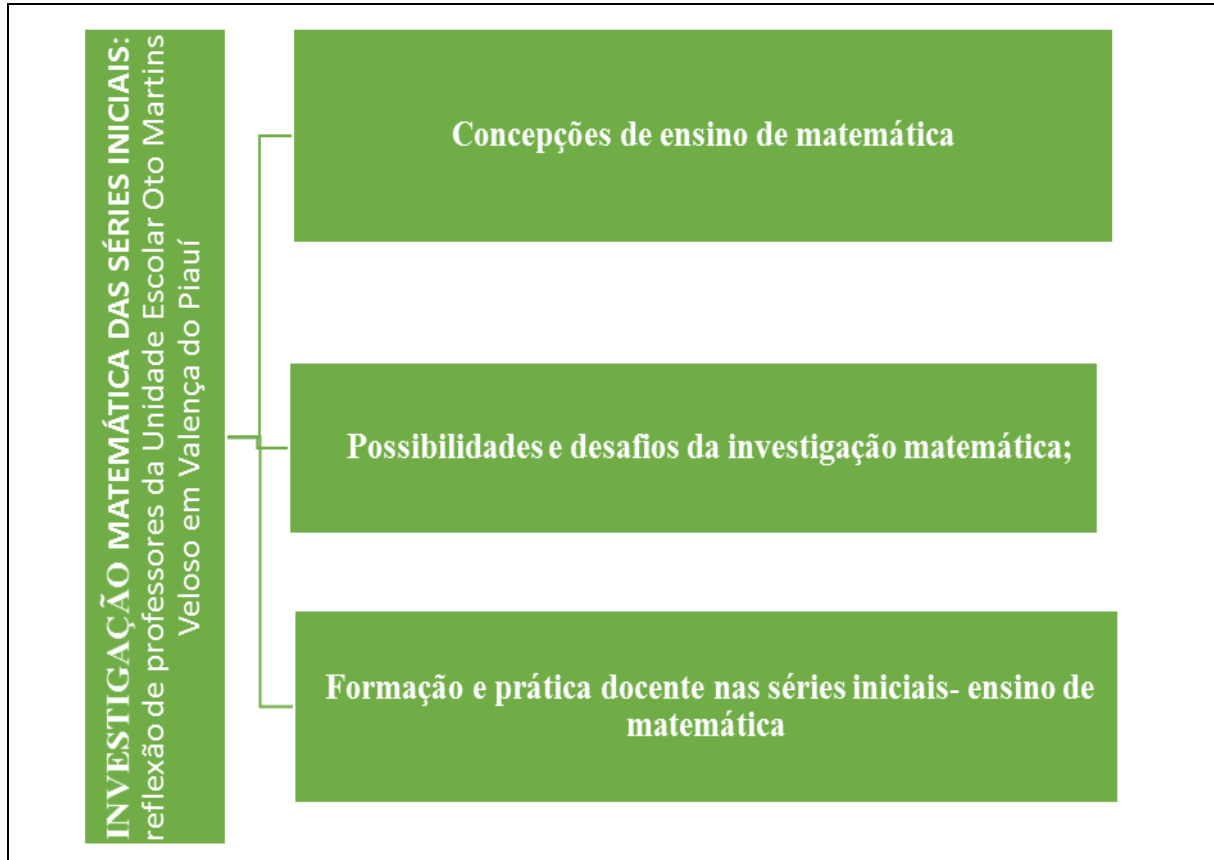 INVESTIGAÇÃO MATEMÁTICA DAS SÉRIES INICIAIS:
reflexão de professores da Unidade Escolar Oto Martins
Veloso em Valença do Piauí
Concepções de ensino de matemática
Possibilidades e desafios da investigação matemática;
Formação e prática docente nas séries iniciais- ensino de
matemática